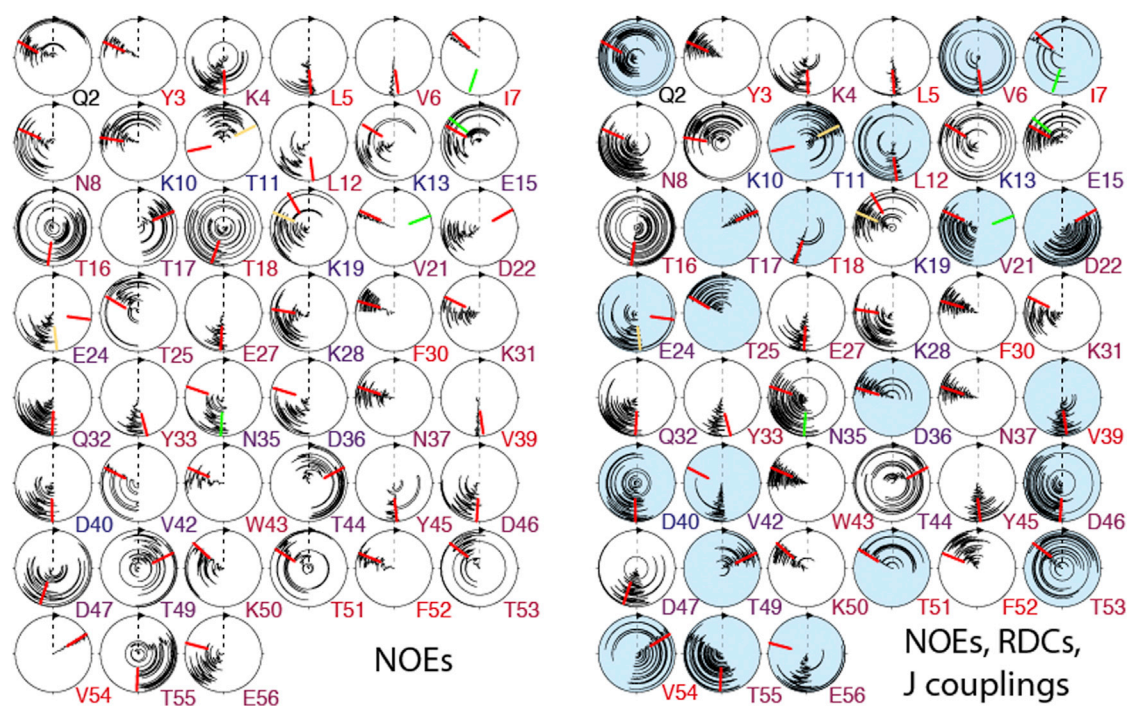 Q2 Y3 K4 L5 V6 I7 Q2 Y3 K4 L5 V6 I7
N8 K10 T11 L12 K13 E15 N8 K10 T11 L12 K13 E15
T16 T17 T18 K19 V21 D22 T16 T17 T18 K19 V21 D22
E24 T25 E27 K28 F30 K31 E24 T25 E27 K28 F30 K31
Q32 Y33 N35 D36 N37 V39 Q32 Y33 N35 D36 N37 V39
D40 V42 W43 T44 Y45 D46 D40 V42 W43 T44 Y45 D46
D47 T49 K50 T51 F52 T53 D47 T49 K50 T51 F52 T53
V54 T55 E56 NOEs V54 T55 E56 NOEs, RDCs,
J couplings